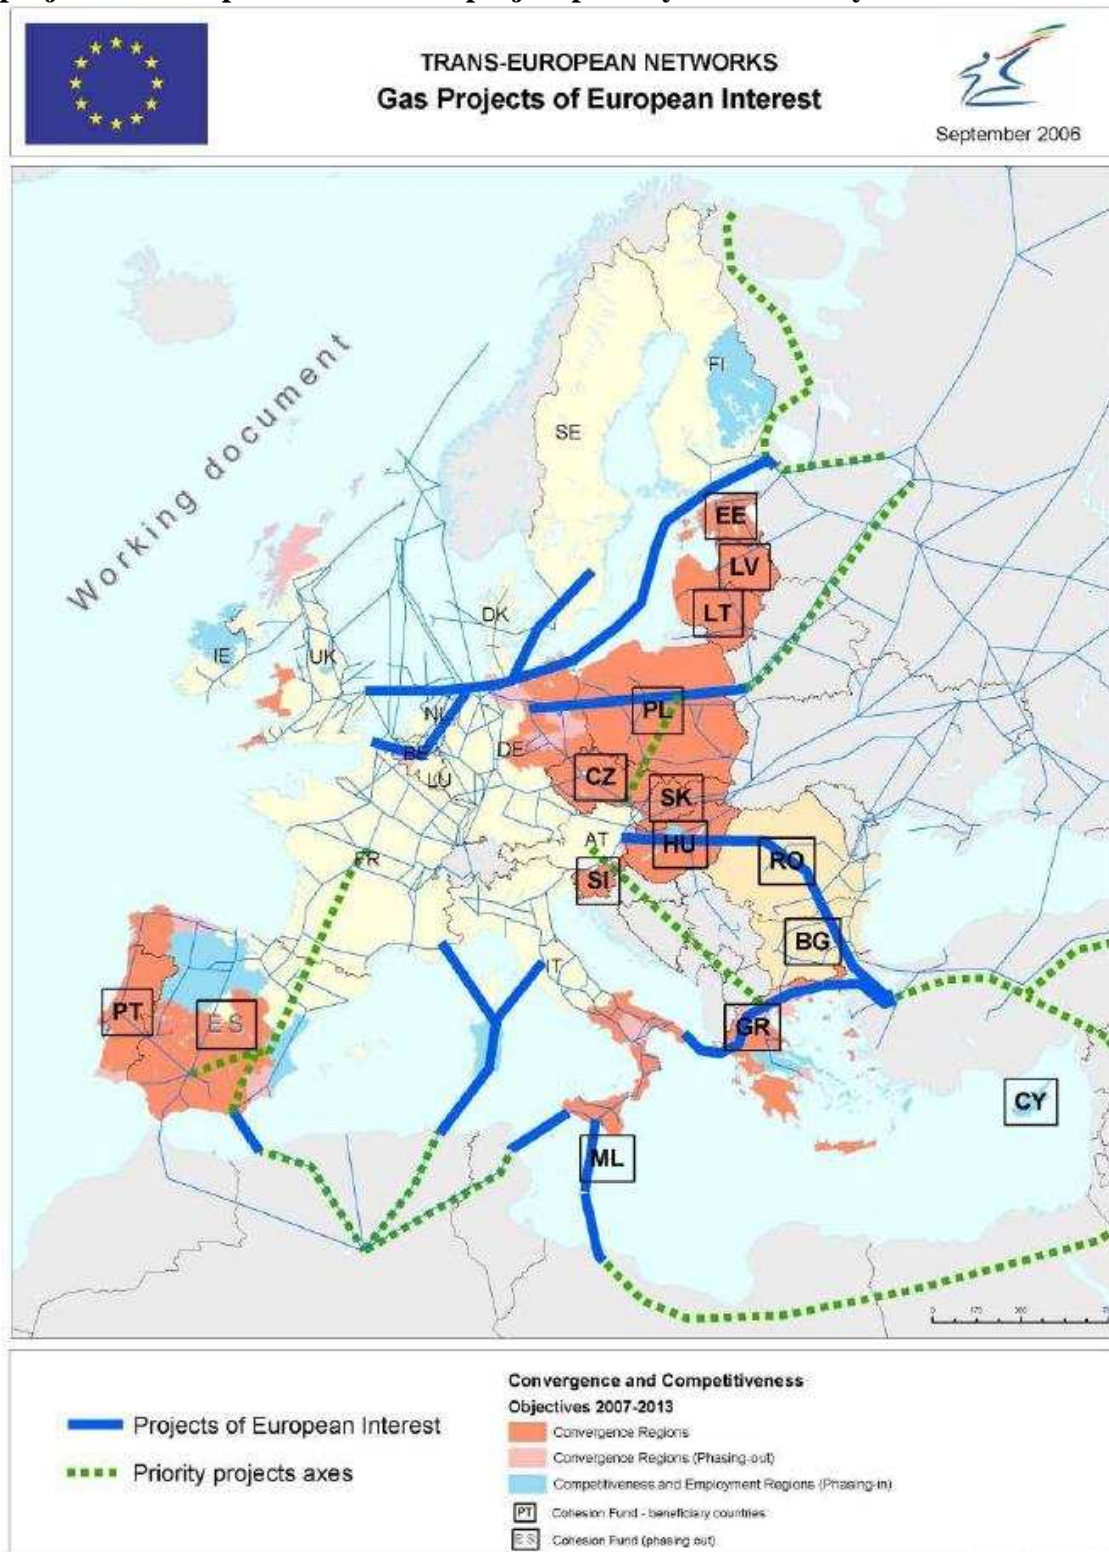 TRANS-EUROPEAN NETWORKS
Gas Projects of European Interest
September 2006
Working document
FI
SE
EE
LV
LT
DK
IE
UK
NL
PL
BE
DE
LU
CZ
SK
AT
HU
FR
RO
SI
BG
IT
PT
ES
GR
CY
ML
0
Projects of European Interest
Priority projects axes
Convergence and Competitiveness
Objectives 2007-2013
Convergence Regions
Convergence Regions (Phasing-out)
Competitiveness and Employment Regions (Phasing-in)
PT Cohesion Fund - beneficiary countries
ES Cohesion Fund (phasing out)